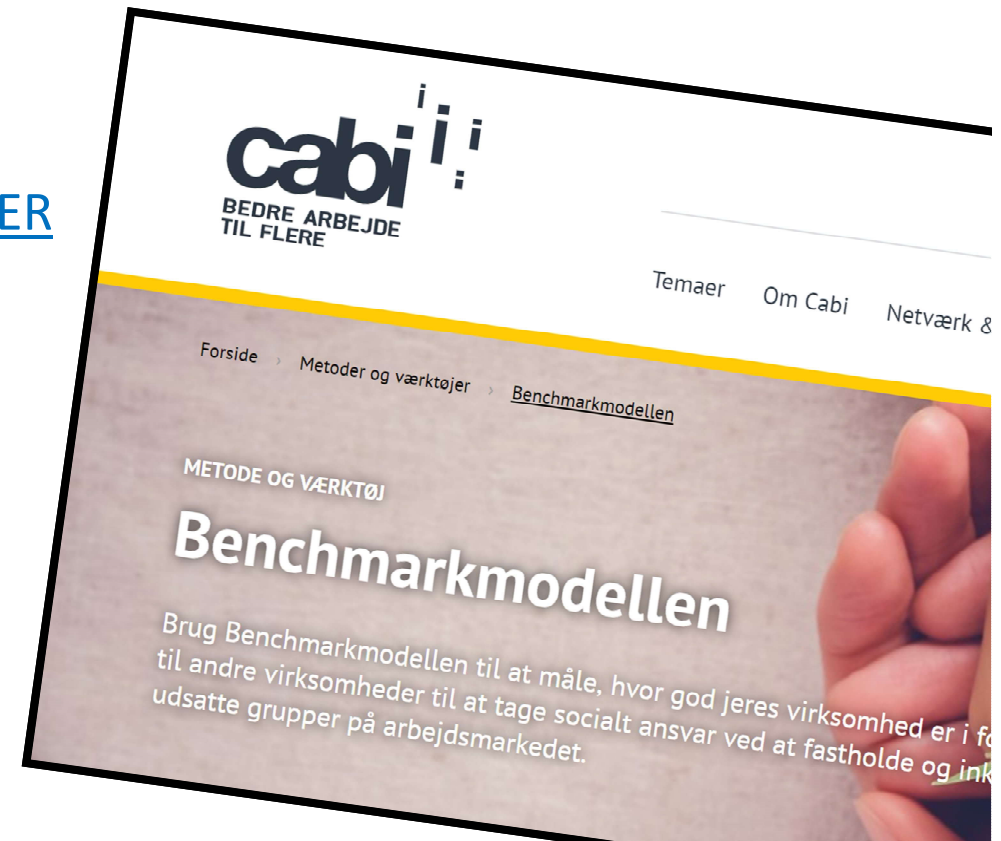 ER
cabi
BEDRE ARBEJDE
TIL FLERE
Temaer Om Cabi Netværk &
Forside › Metoder og værktøjer › Benchmarkmodellen
METODE OG VÆRKTØJ
Benchmarkmodellen
Brug Benchmarkmodellen til at måle, hvor god jeres virksomhed er i fo
til andre virksomheder til at tage socialt ansvar ved at fastholde og ink
udsatte grupper på arbejdsmarkedet.